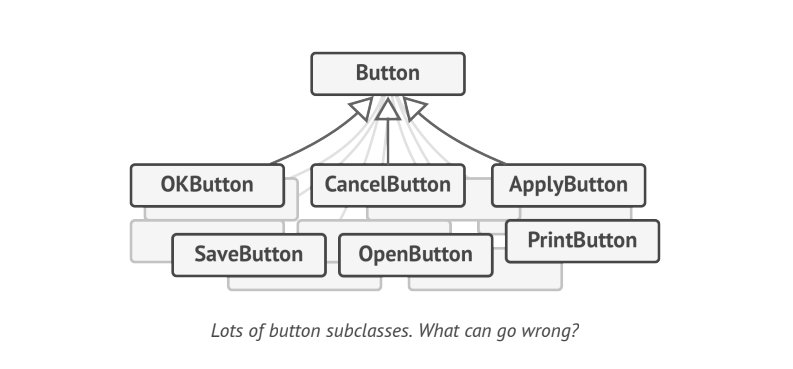 Button
OKButton
CancelButton
ApplyButton
SaveButton
OpenButton
PrintButton
Lots of button subclasses. What can go wrong?